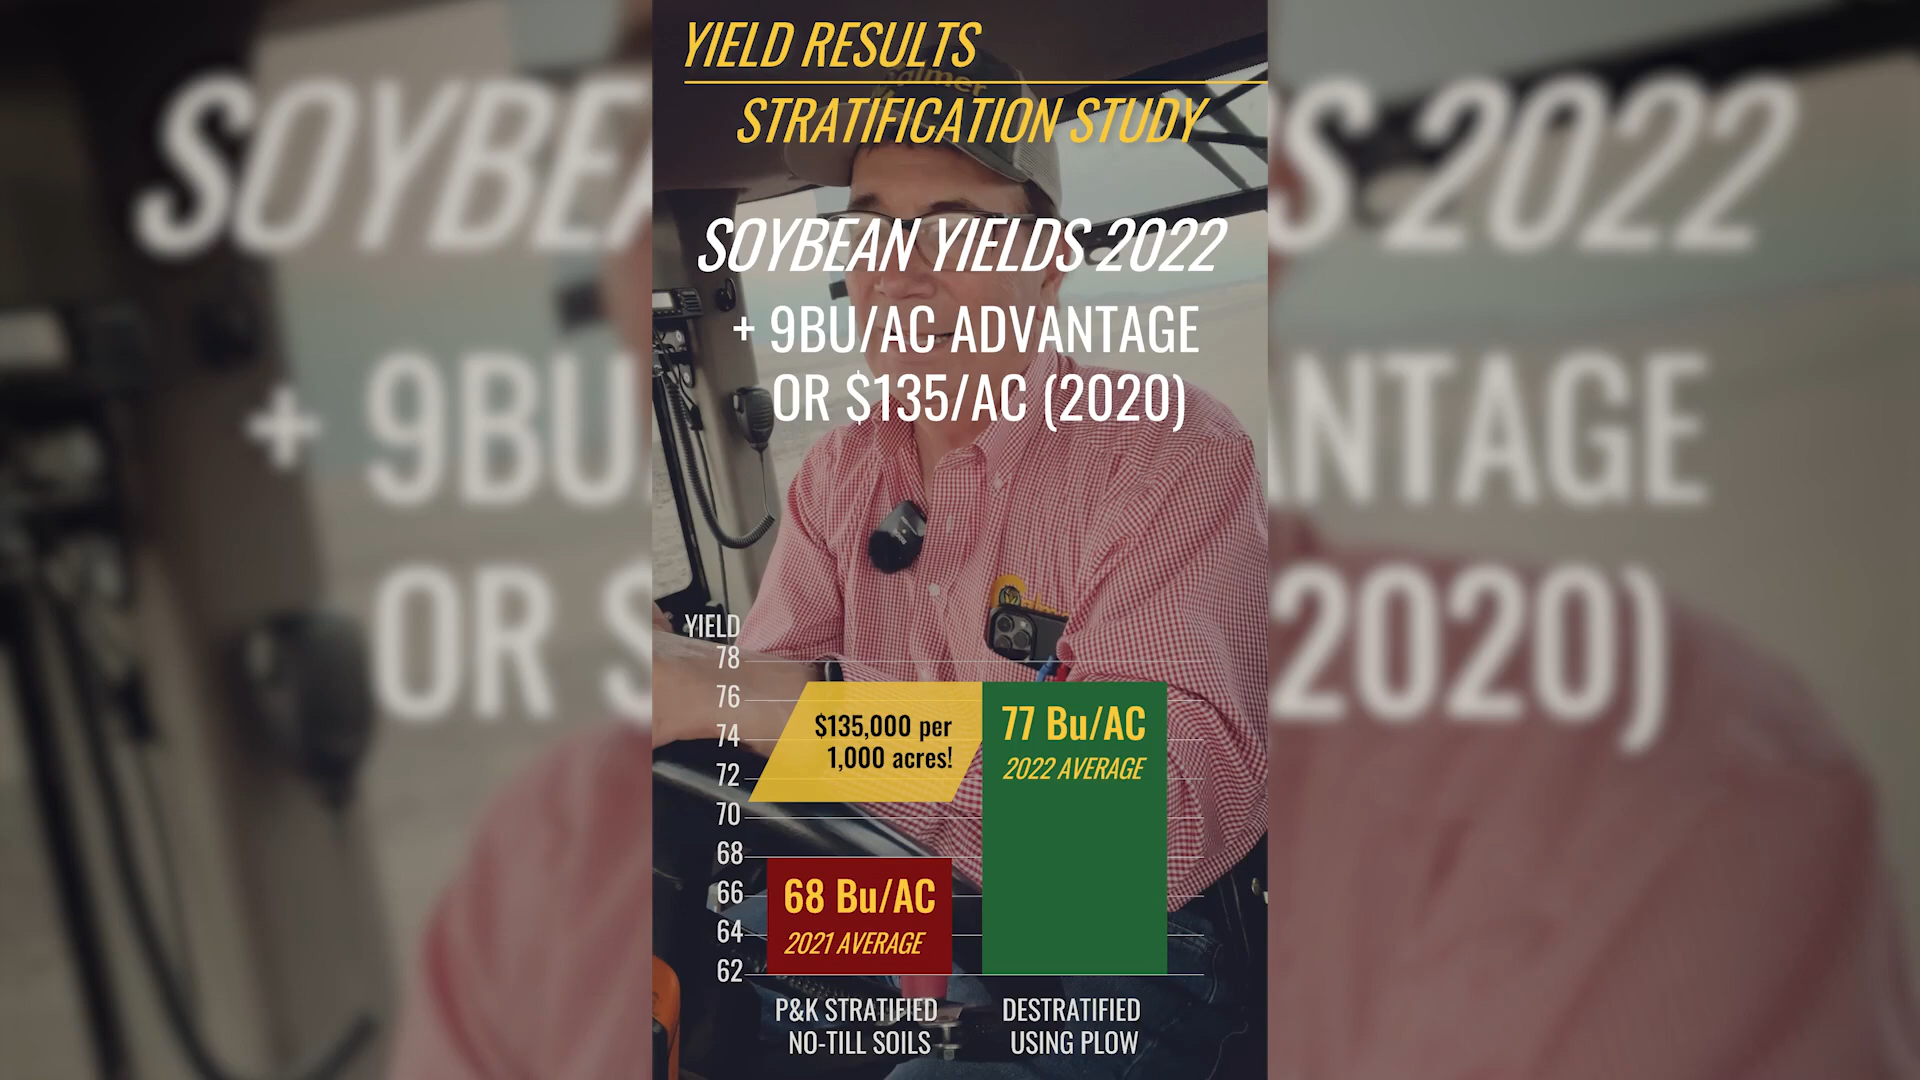 YIELD RESULTS
STRATIFICATION STUDY
SOYBEAN YIELDS 2022
+ 9BU/AC ADVANTAGE
OR $135/AC (2020)
YIELD
78
76
74
72
70
68
66
64
62
$135,000 per
1,000 acres!
77 Bu/AC
2022 AVERAGE
68 Bu/AC
2021 AVERAGE
P&K STRATIFIED
NO-TILL SOILS
DESTRATIFIED
USING PLOW